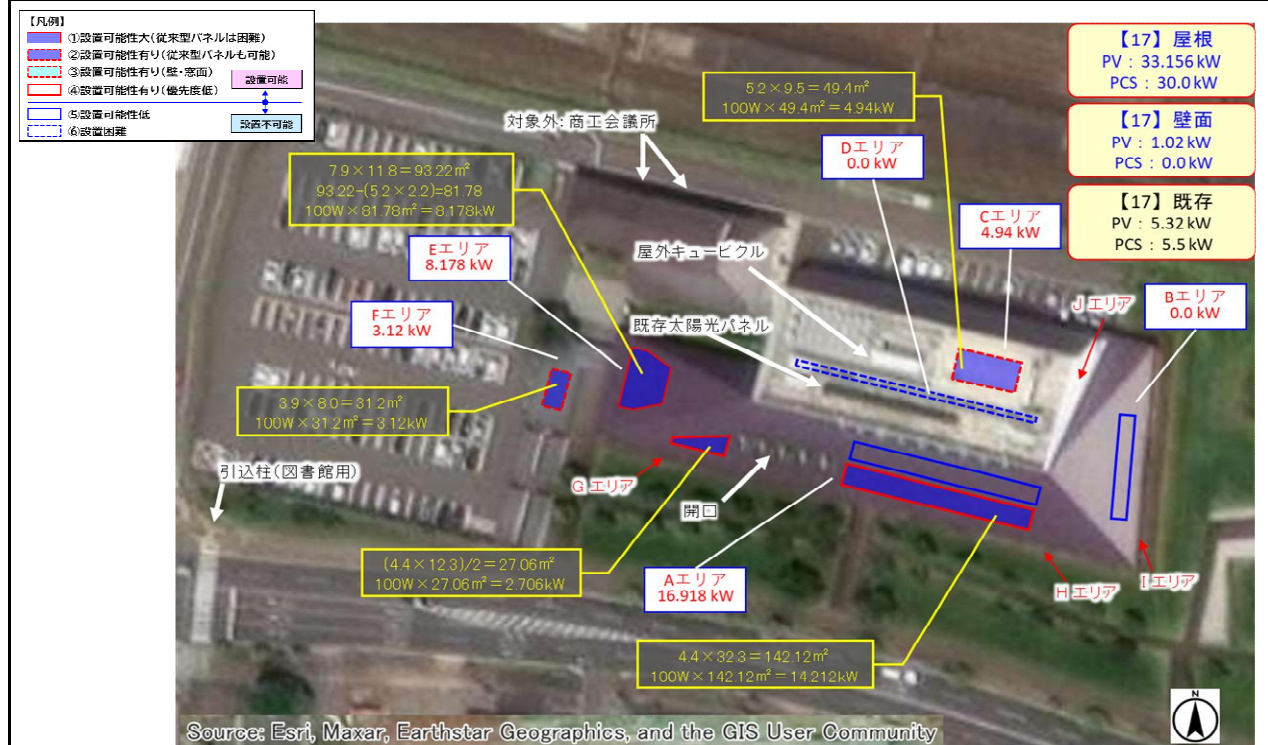 【凡例】
①設置可能性大(従来型パネルは困難)
②設置可能性有り(従来型パネルも可能)
③設置可能性有り(壁・窓面)
④設置可能性有り(優先度低)
⑤設置可能性低
⑥設置困難
設置可能
設置不可能
【17】屋根
PV : 33.156 kW
PCS : 30.0 kW
【17】壁面
PV : 1.02 kW
PCS : 0.0 kW
【17】既存
PV : 5.32 kW
PCS : 5.5 kW
5.2×9.5=49.4m²
100W×49.4m²=4.94kW
対象外:商工会議所
Dエリア
0.0 kW
7.9×11.8=93.22m²
93.22-(5.2×2.2)=81.78
100W×81.78m²=8.178kW
Cエリア
4.94 kW
Eエリア
8.178 kW
屋外キュービクル
Jエリア
Bエリア
0.0 kW
Fエリア
3.12 kW
既存太陽光パネル
3.9×8.0=31.2m²
100W×31.2m²=3.12kW
引込柱(図書館用)
Gエリア
開口
(4.4×12.3)/2=27.06m²
100W×27.06m²=2.706kW
Aエリア
16.918 kW
Hエリア
Iエリア
4.4×32.3=142.12m²
100W×142.12m²=14.212kW
N
Source: Esri, Maxar, Earthstar Geographics, and the GIS User Community